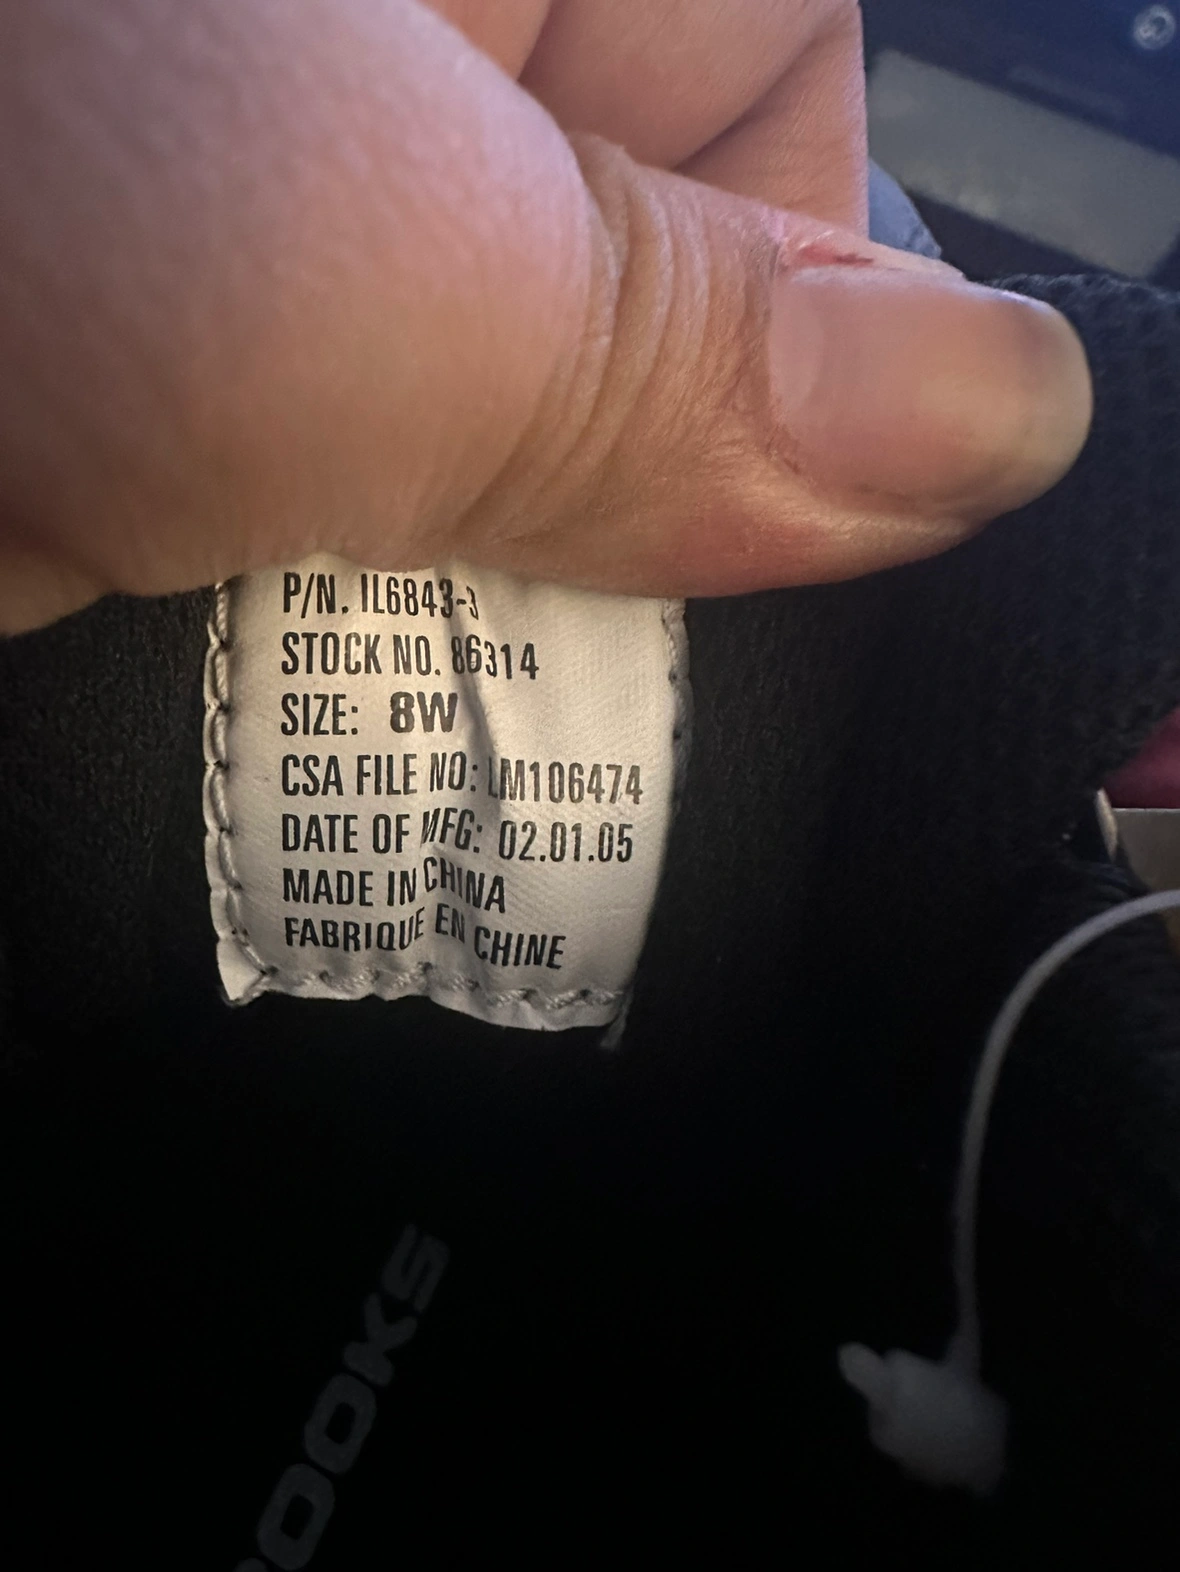 P/N. IL6843-3
STOCK NO. 86314
SIZE: 8W
CSA FILE NO: LM106474
DATE OF MFG: 02.01.05
MADE IN CHINA
FABRIQUE EN CHINE
OOKS